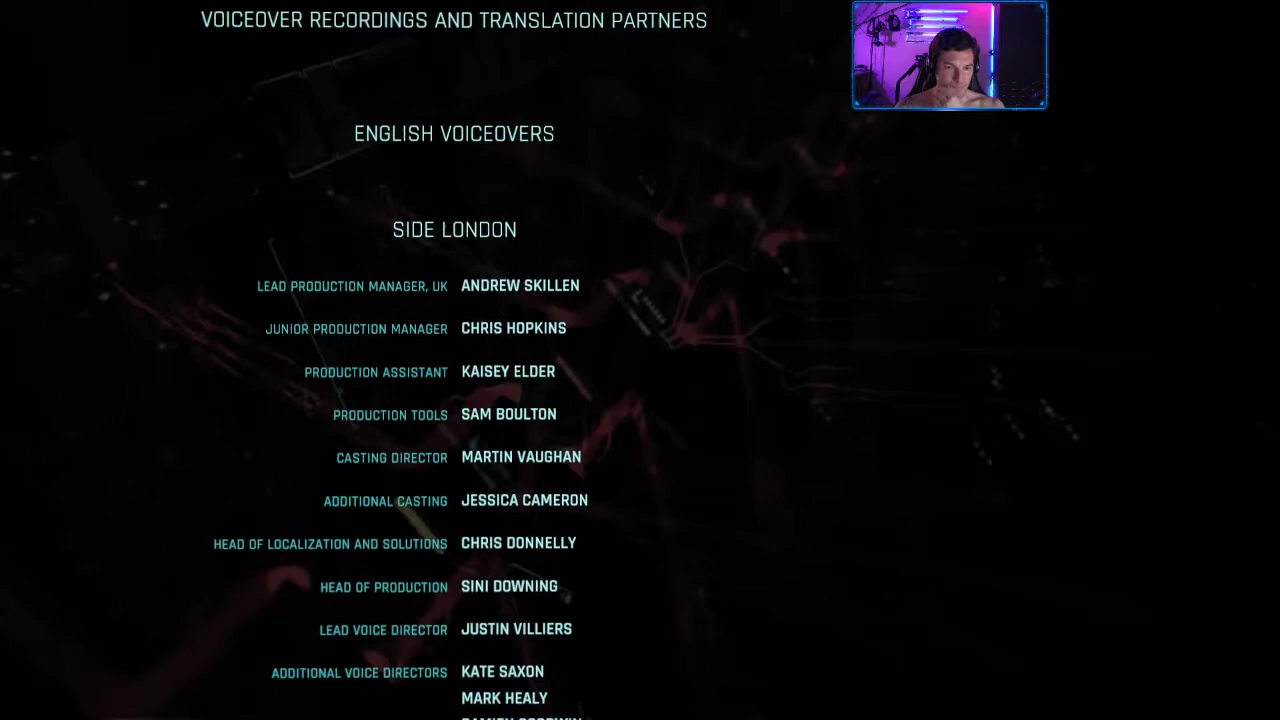 VOICEOVER RECORDINGS AND TRANSLATION PARTNERS
ENGLISH VOICEOVERS
SIDE LONDON
LEAD PRODUCTION MANAGER, UK ANDREW SKILLEN
JUNIOR PRODUCTION MANAGER CHRIS HOPKINS
PRODUCTION ASSISTANT KAISEY ELDER
PRODUCTION TOOLS SAM BOULTON
CASTING DIRECTOR MARTIN VAUGHAN
ADDITIONAL CASTING JESSICA CAMERON
HEAD OF LOCALIZATION AND SOLUTIONS CHRIS DONNELLY
HEAD OF PRODUCTION SINI DOWNING
LEAD VOICE DIRECTOR JUSTIN VILLIERS
ADDITIONAL VOICE DIRECTORS KATE SAXON
MARK HEALY